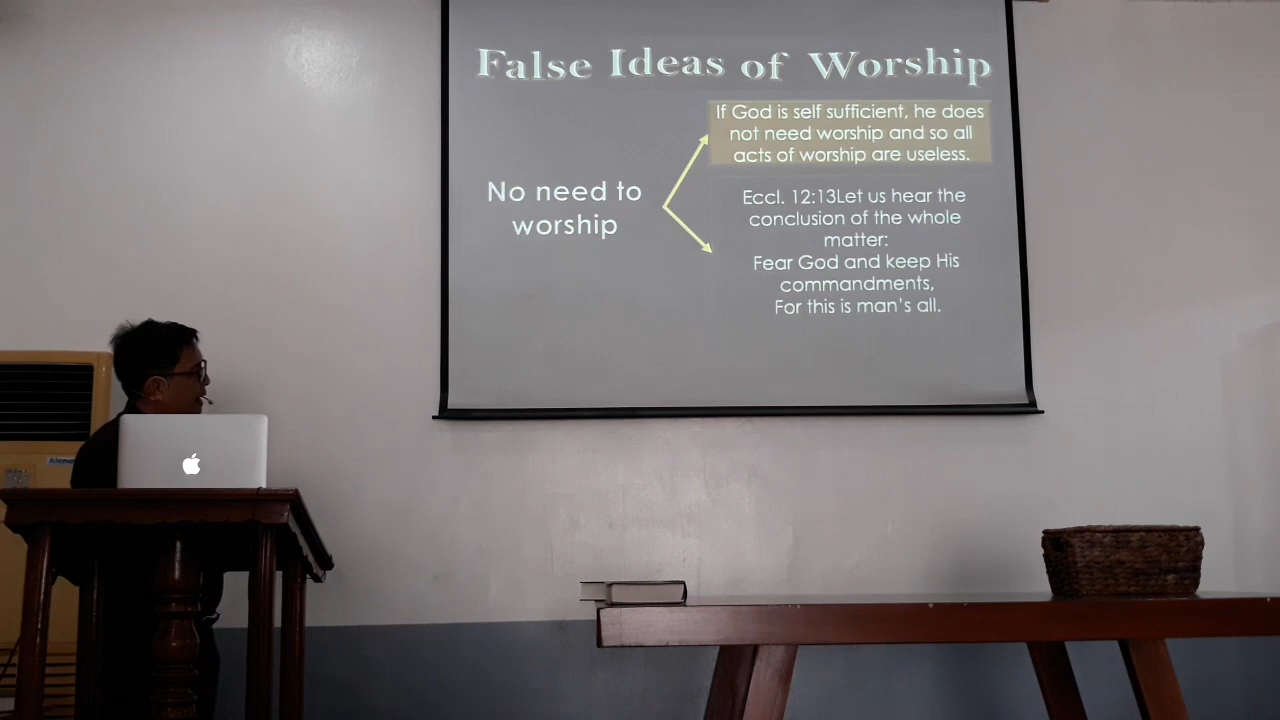 False Ideas of Worship
If God is self sufficient, he does
not need worship and so all
acts of worship are useless.
No need to
worship
Eccl. 12:13Let us hear the
conclusion of the whole
matter:
Fear God and keep His
commandments,
For this is man's all.